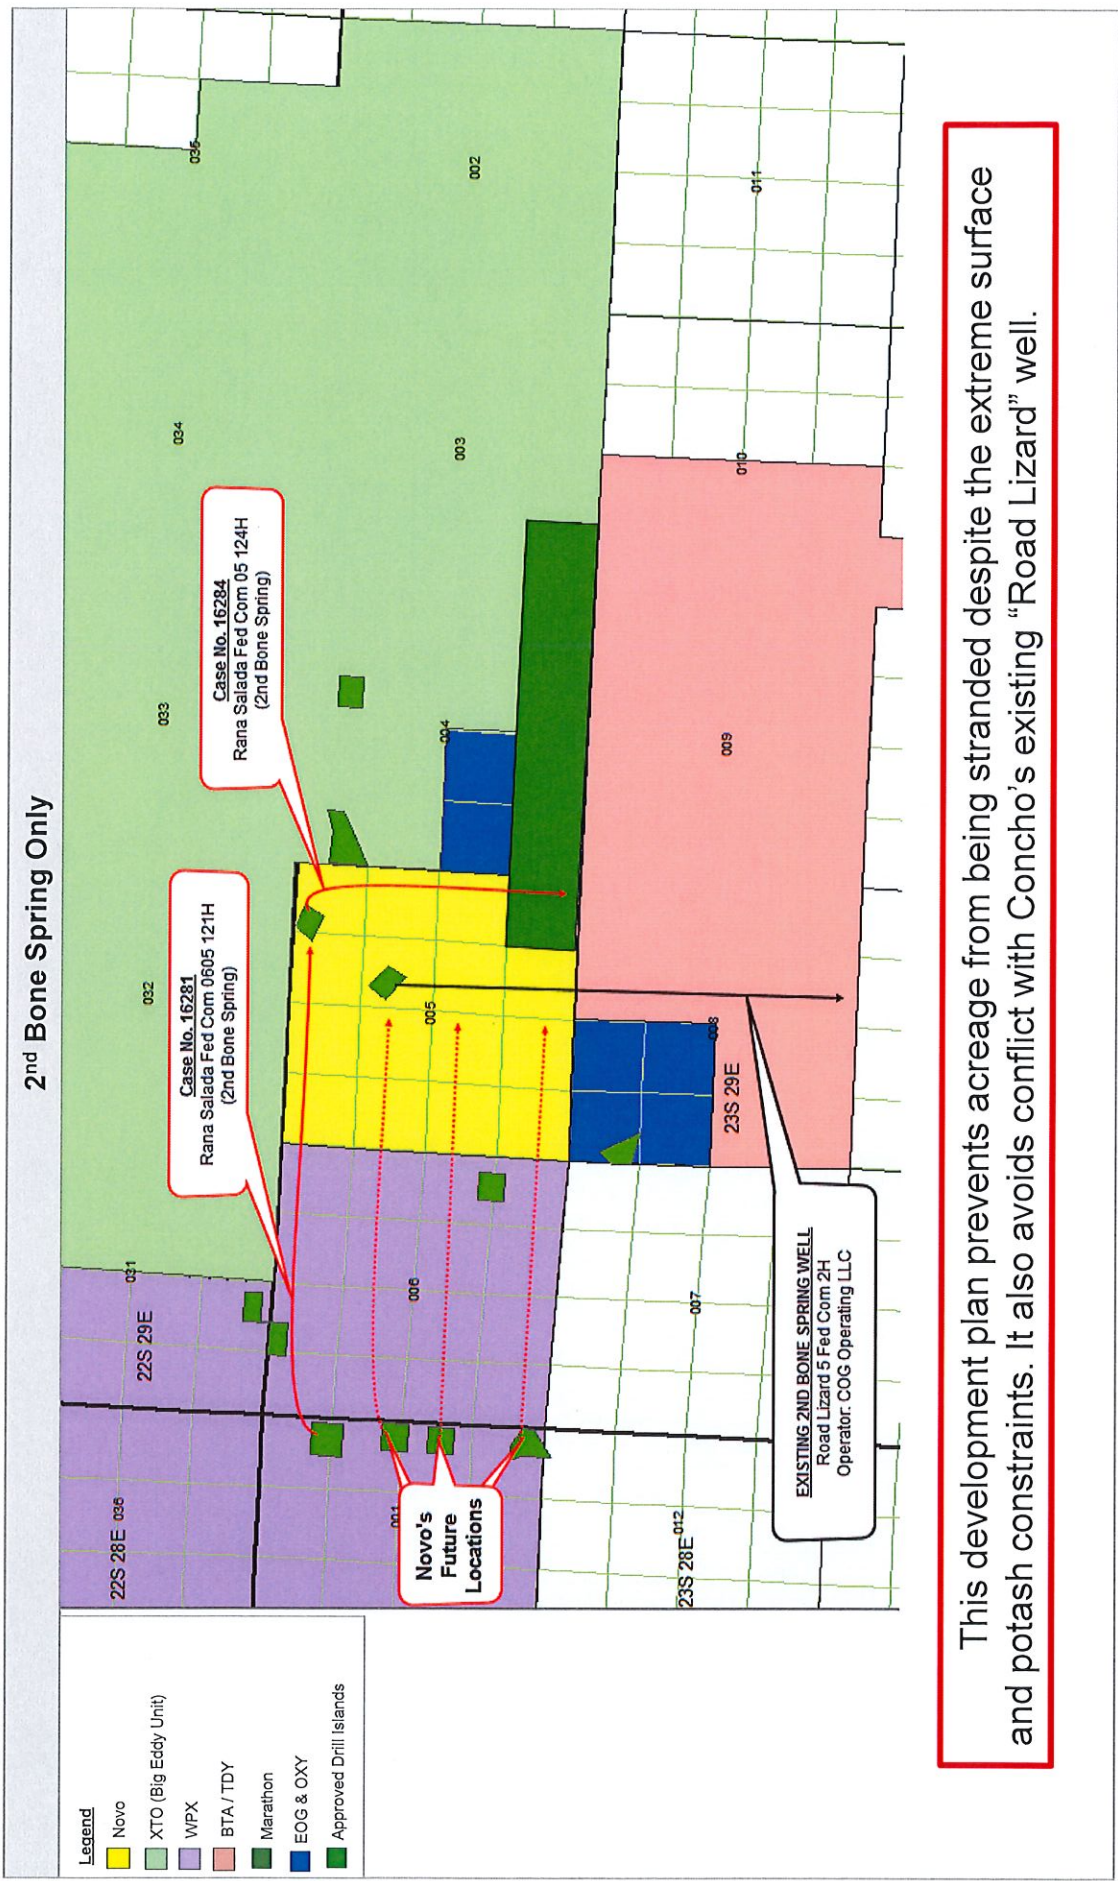 2nd Bone Spring Only
Legend
Novo
XTO (Big Eddy Unit)
WPX
BTA / TDY
Marathon
EOG & OXY
Approved Drill Islands
22S 28E
036
22S 29E
031
032
033
034
035
Case No. 16281
Rana Salada Fed Com 0605 121H
(2nd Bone Spring)
Case No. 16284
Rana Salada Fed Com 05 124H
(2nd Bone Spring)
001
006
005
004
003
002
Novo's
Future
Locations
23S 28E
012
007
23S 29E
008
009
010
011
EXISTING 2ND BONE SPRING WELL
Road Lizard 5 Fed Com 2H
Operator: COG Operating LLC
This development plan prevents acreage from being stranded despite the extreme surface
and potash constraints. It also avoids conflict with Concho's existing “Road Lizard” well.